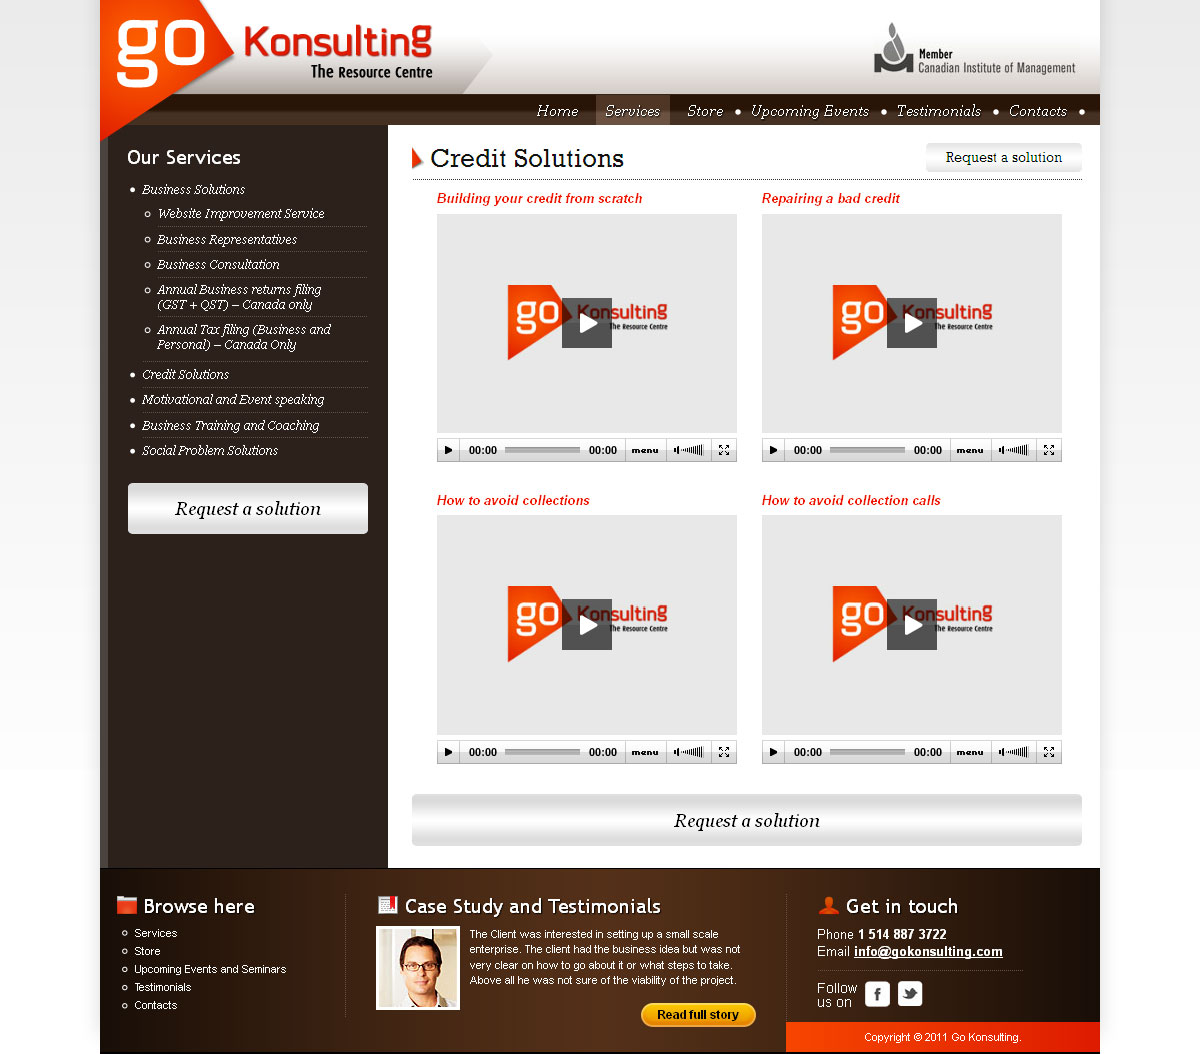 go Konsulting
The Resource Centre
Member
Canadian Institute of Management
Home Services Store Upcoming Events Testimonials Contacts
Our Services
Business Solutions
Website Improvement Service
Business Representatives
Business Consultation
Annual Business returns filing
(GST + QST) – Canada only
Annual Tax filing (Business and
Personal) – Canada Only
Credit Solutions
Motivational and Event speaking
Business Training and Coaching
Social Problem Solutions
Request a solution
Credit Solutions
Request a solution
Building your credit from scratch
go Konsulting
The Resource Centre
00:00 00:00 menu
Repairing a bad credit
go Konsulting
The Resource Centre
00:00 00:00 menu
How to avoid collections
go Konsulting
The Resource Centre
00:00 00:00 menu
How to avoid collection calls
go Konsulting
The Resource Centre
00:00 00:00 menu
Request a solution
Browse here
Services
Store
Upcoming Events and Seminars
Testimonials
Contacts
Case Study and Testimonials
The Client was interested in setting up a small scale
enterprise. The client had the business idea but was not
very clear on how to go about it or what steps to take.
Above all he was not sure of the viability of the project.
Read full story
Get in touch
Phone 1 514 887 3722
Email info@gokonsulting.com
Follow
us on
Copyright © 2011 Go Konsulting.